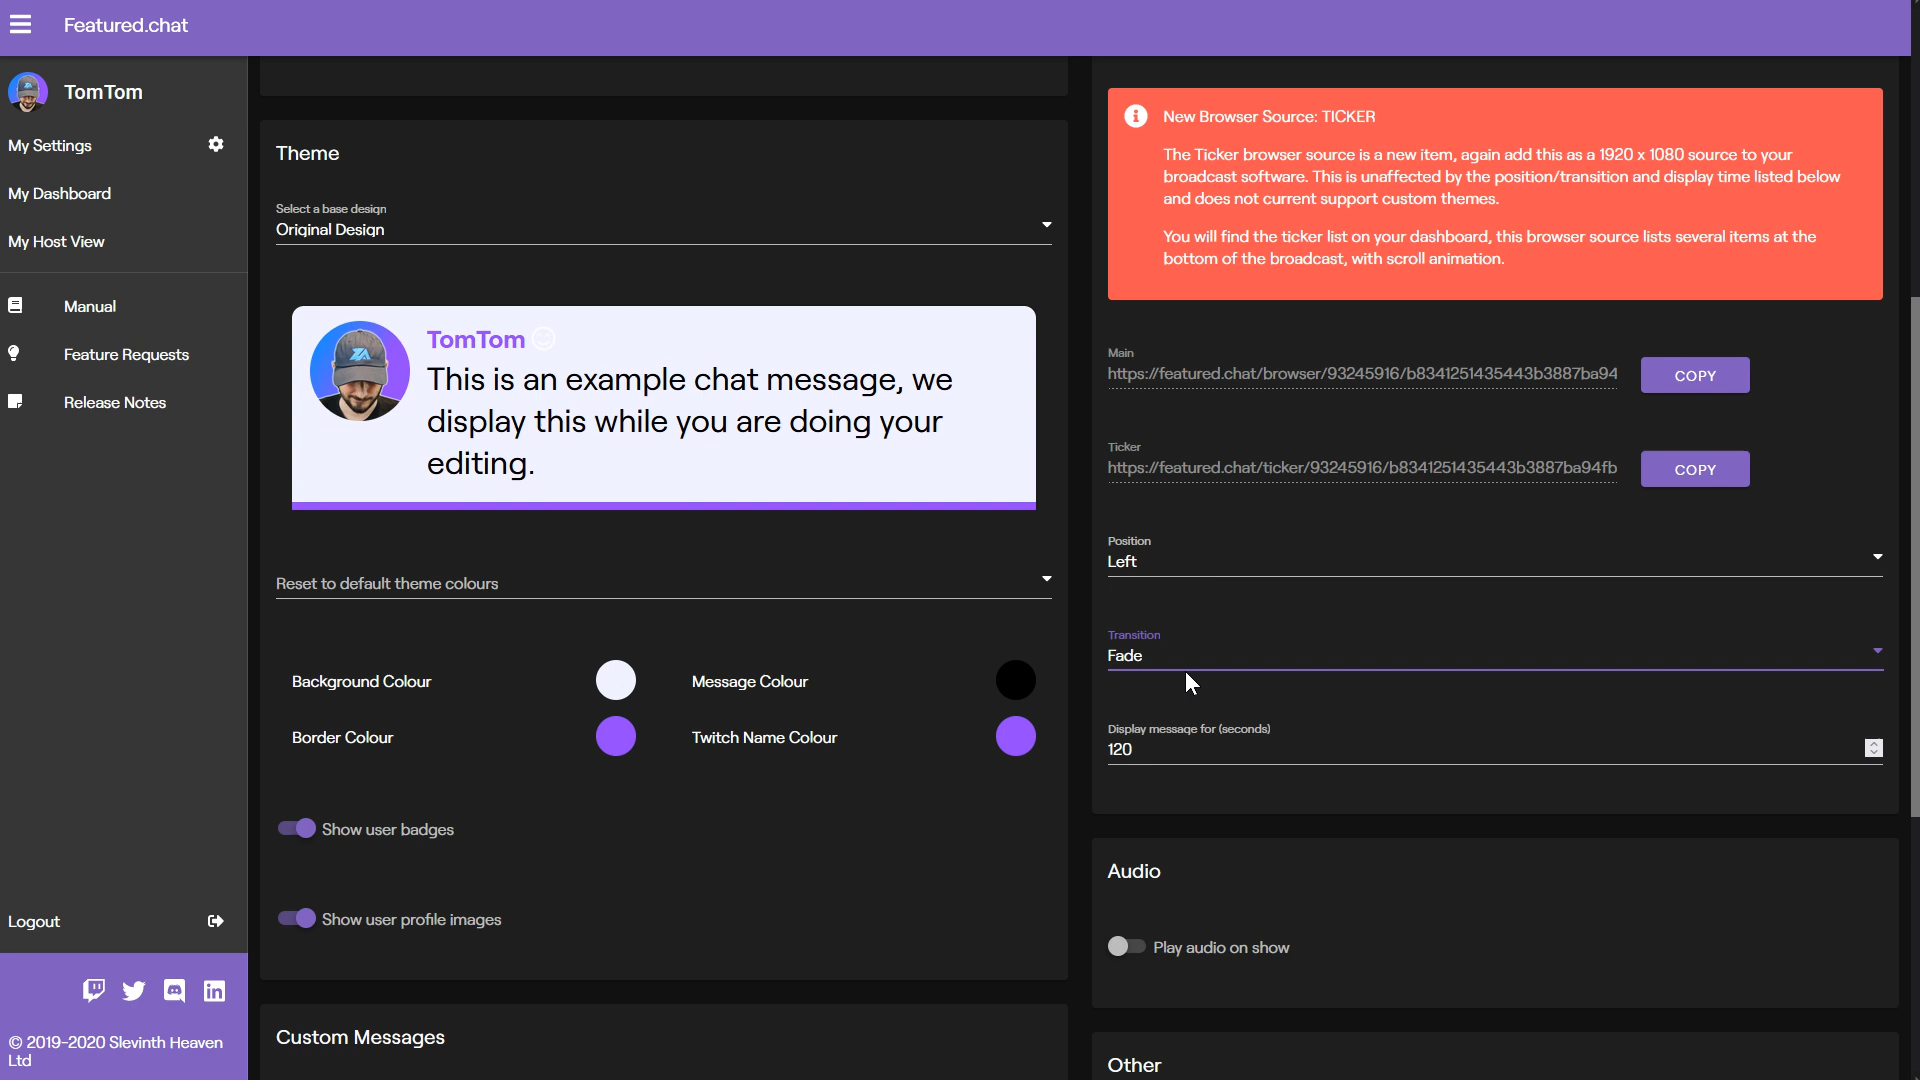 Featured.chat
TomTom
My Settings
My Dashboard
My Host View
Manual
Feature Requests
Release Notes
Logout
© 2019-2020 Slevinth Heaven
Ltd
Theme
Select a base design
Original Design
TomTom
This is an example chat message, we
display this while you are doing your
editing.
Reset to default theme colours
Background Colour
Message Colour
Border Colour
Twitch Name Colour
Show user badges
Show user profile images
Custom Messages
New Browser Source: TICKER
The Ticker browser source is a new item, again add this as a 1920 x 1080 source to your
broadcast software. This is unaffected by the position/transition and display time listed below
and does not current support custom themes.
You will find the ticker list on your dashboard, this browser source lists several items at the
bottom of the broadcast, with scroll animation.
Main
https://featured.chat/browser/93245916/b8341251435443b3887ba94
COPY
Ticker
https://featured.chat/ticker/93245916/b8341251435443b3887ba94fb
COPY
Position
Left
Transition
Fade
Display message for (seconds)
120
Audio
Play audio on show
Other